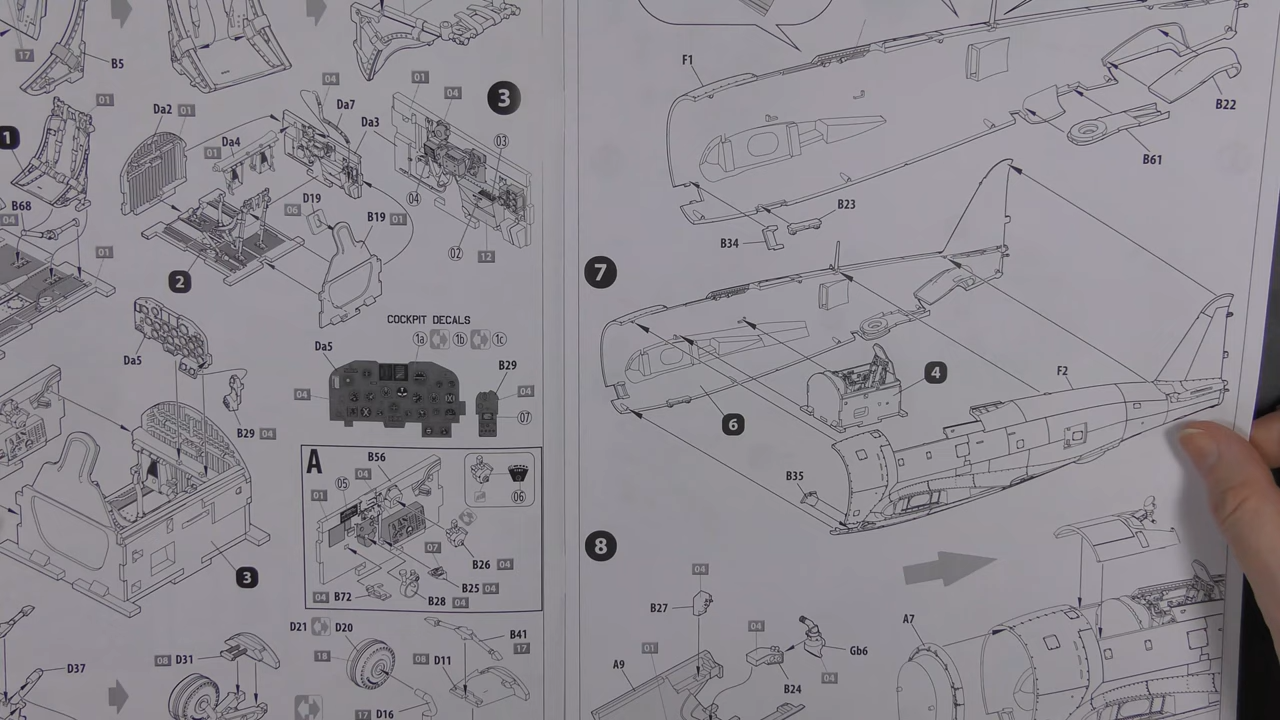 17
B5
01
1
B68
04
01
Da2
01
Da4
01
04
Da7
Da3
01
04
3
03
04
02
12
D19
06
B19
01
2
Da5
B29
04
3
COCKPIT DECALS
1a
1b
1c
Da5
04
B29
04
07
A
B56
04
05
01
06
07
B26
04
B25
04
B72
04
B28
04
D37
08
D31
D21
D20
18
17
D16
B41
17
08
D11
F1
B22
B61
B23
B34
7
6
4
F2
B35
8
04
B27
01
A9
04
B24
Gb6
04
A7